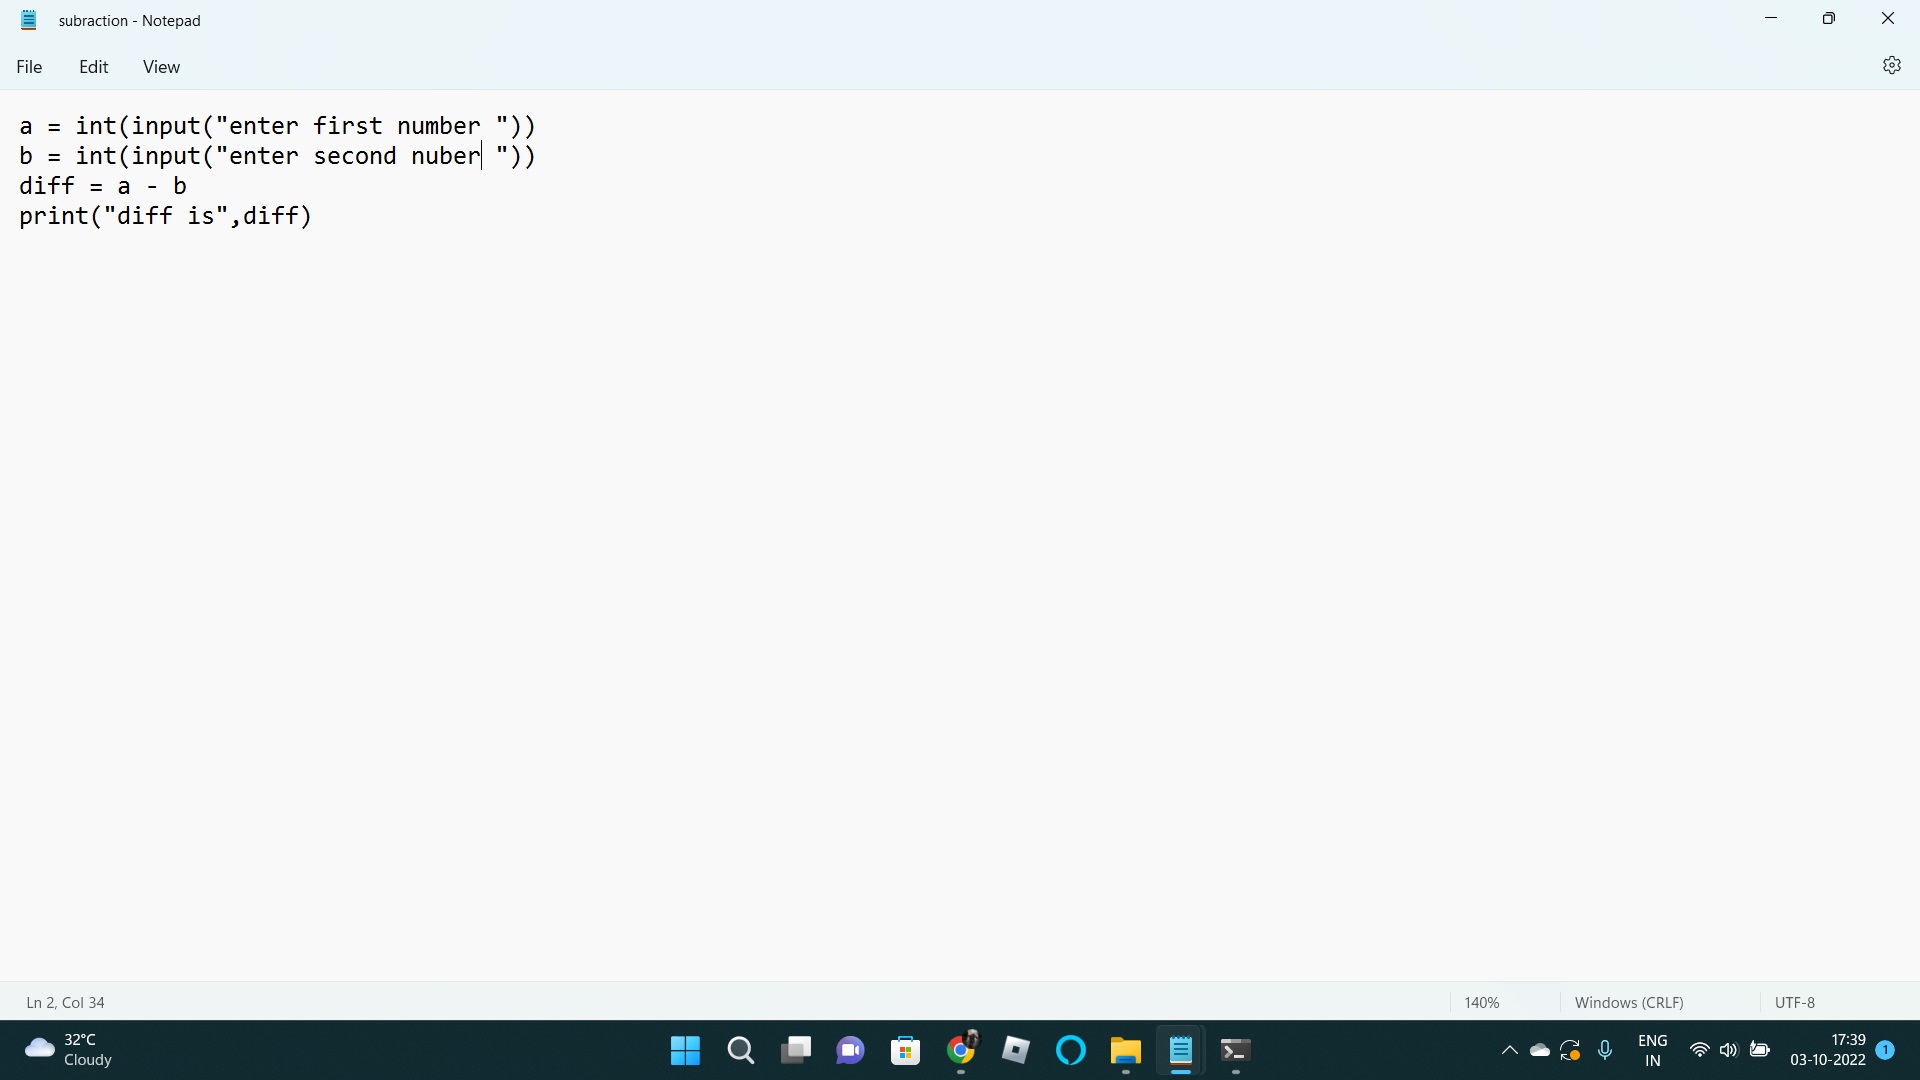 subraction - Notepad
File Edit View
a = int(input("enter first number "))
b = int(input("enter second nuber "))
diff = a - b
print("diff is",diff)
Ln 2, Col 34 140% Windows (CRLF) UTF-8
32°C
Cloudy
ENG
IN
17:39
03-10-2022
1